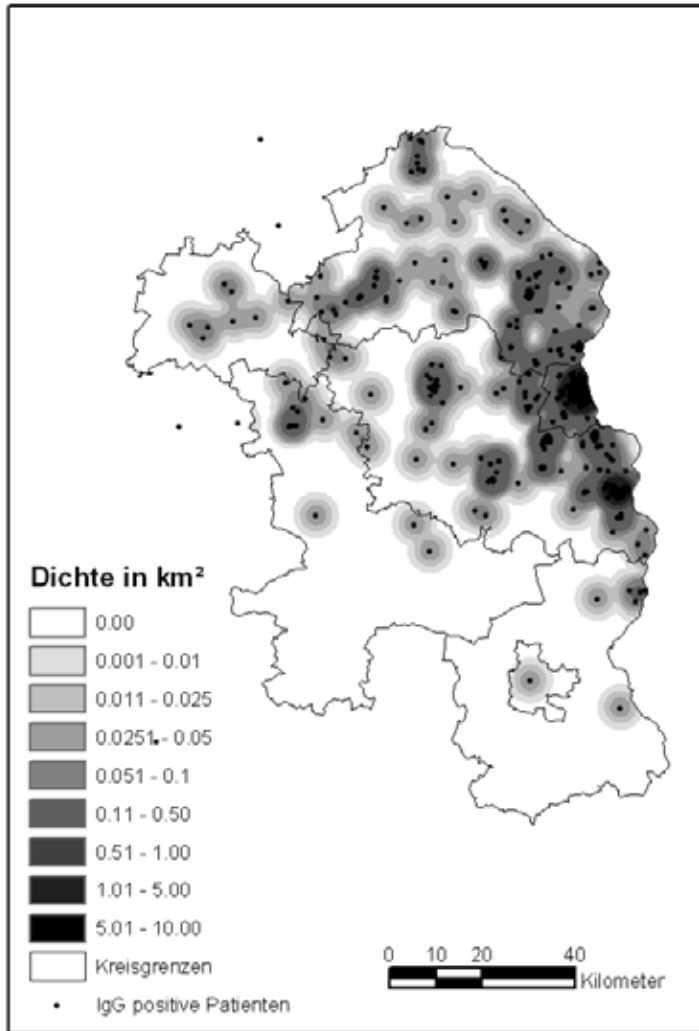 Dichte in km²
0.00
0.001 - 0.01
0.011 - 0.025
0.0251 - 0.05
0.051 - 0.1
0.11 - 0.50
0.51 - 1.00
1.01 - 5.00
5.01 - 10.00
Kreisgrenzen
IgG positive Patienten
0 10 20 40
Kilometer